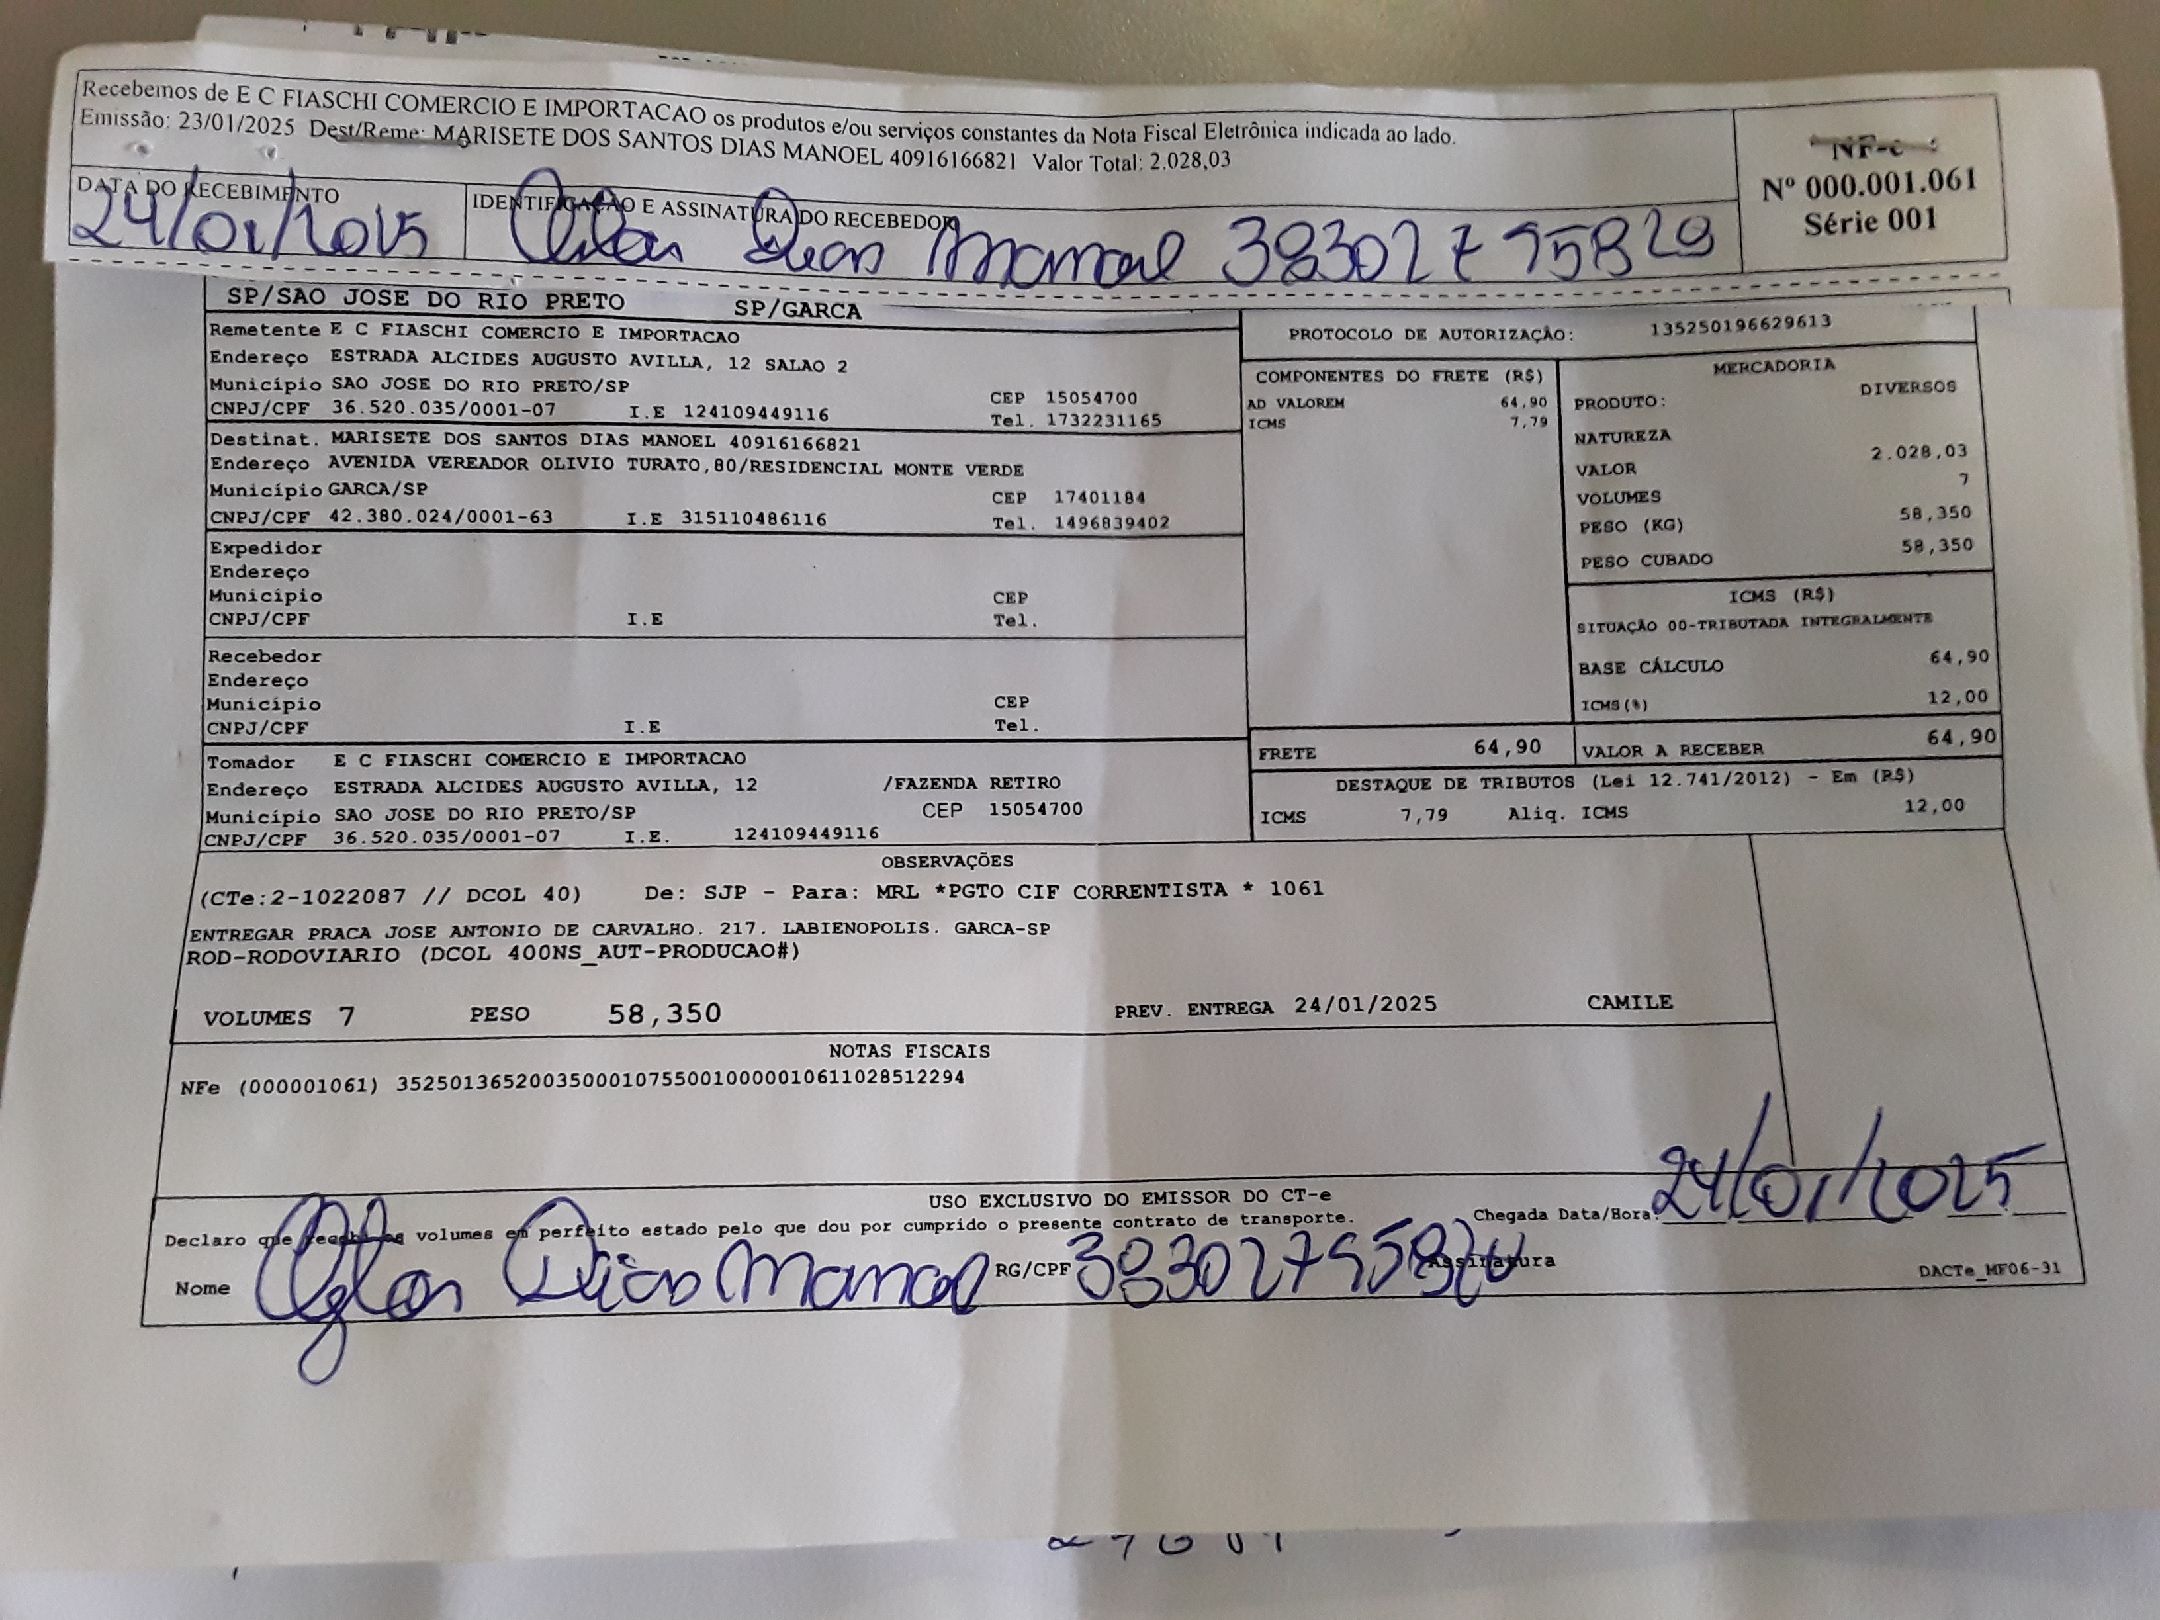 Recebemos de E C FIASCHI COMERCIO E IMPORTACAO os produtos e/ou serviços constantes da Nota Fiscal Eletrônica indicada ao lado.
Emissão: 23/01/2025 Dest/Reme: MARISETE DOS SANTOS DIAS MANOEL 40916166821 Valor Total: 2.028,03
NF-e
Nº 000.001.061
Série 001
DATA DO RECEBIMENTO
24/01/2025
IDENTIFICAÇÃO E ASSINATURA DO RECEBEDOR
Dias Manoel
SP/SAO JOSE DO RIO PRETO SP/GARCA
Remetente E C FIASCHI COMERCIO E IMPORTACAO
Endereço ESTRADA ALCIDES AUGUSTO AVILLA, 12 SALAO 2
Município SAO JOSE DO RIO PRETO/SP CEP 15054700
CNPJ/CPF 36.520.035/0001-07 I.E 124109449116 Tel. 1732231165
Destinat. MARISETE DOS SANTOS DIAS MANOEL 40916166821
Endereço AVENIDA VEREADOR OLIVIO TURATO,80/RESIDENCIAL MONTE VERDE
Município GARCA/SP CEP 17401184
CNPJ/CPF 42.380.024/0001-63 I.E 315110486116 Tel. 1496839402
Expedidor
Endereço
Município CEP
CNPJ/CPF I.E Tel.
Recebedor
Endereço
Município CEP
CNPJ/CPF I.E Tel.
Tomador E C FIASCHI COMERCIO E IMPORTACAO
Endereço ESTRADA ALCIDES AUGUSTO AVILLA, 12 /FAZENDA RETIRO
Município SAO JOSE DO RIO PRETO/SP CEP 15054700
CNPJ/CPF 36.520.035/0001-07 I.E. 124109449116
PROTOCOLO DE AUTORIZAÇÃO: 135250196629613
COMPONENTES DO FRETE (R$)
AD VALOREM 64,90
ICMS 7,79
MERCADORIA
PRODUTO: DIVERSOS
NATUREZA
VALOR 2.028,03
VOLUMES 7
PESO (KG) 58,350
PESO CUBADO 58,350
ICMS (R$)
SITUAÇÃO 00-TRIBUTADA INTEGRALMENTE
BASE CÁLCULO 64,90
ICMS(%) 12,00
FRETE 64,90 VALOR A RECEBER 64,90
DESTAQUE DE TRIBUTOS (Lei 12.741/2012) - Em (R$)
ICMS 7,79 Aliq. ICMS 12,00
OBSERVAÇÕES
(CTe:2-1022087 // DCOL 40) De: SJP - Para: MRL *PGTO CIF CORRENTISTA * 1061
ENTREGAR PRACA JOSE ANTONIO DE CARVALHO. 217. LABIENOPOLIS. GARCA-SP
ROD-RODOVIARIO (DCOL 400NS_AUT-PRODUCAO#)
VOLUMES 7 PESO 58,350 PREV. ENTREGA 24/01/2025 CAMILE
NOTAS FISCAIS
NFe (000001061) 35250136520035000107550010000010611028512294
USO EXCLUSIVO DO EMISSOR DO CT-e
Declaro que recebi os volumes em perfeito estado pelo que dou por cumprido o presente contrato de transporte. Chegada Data/Hora: 24/01/2025
Nome Dias Manoel RG/CPF Assinatura
DACTe_MF06-31